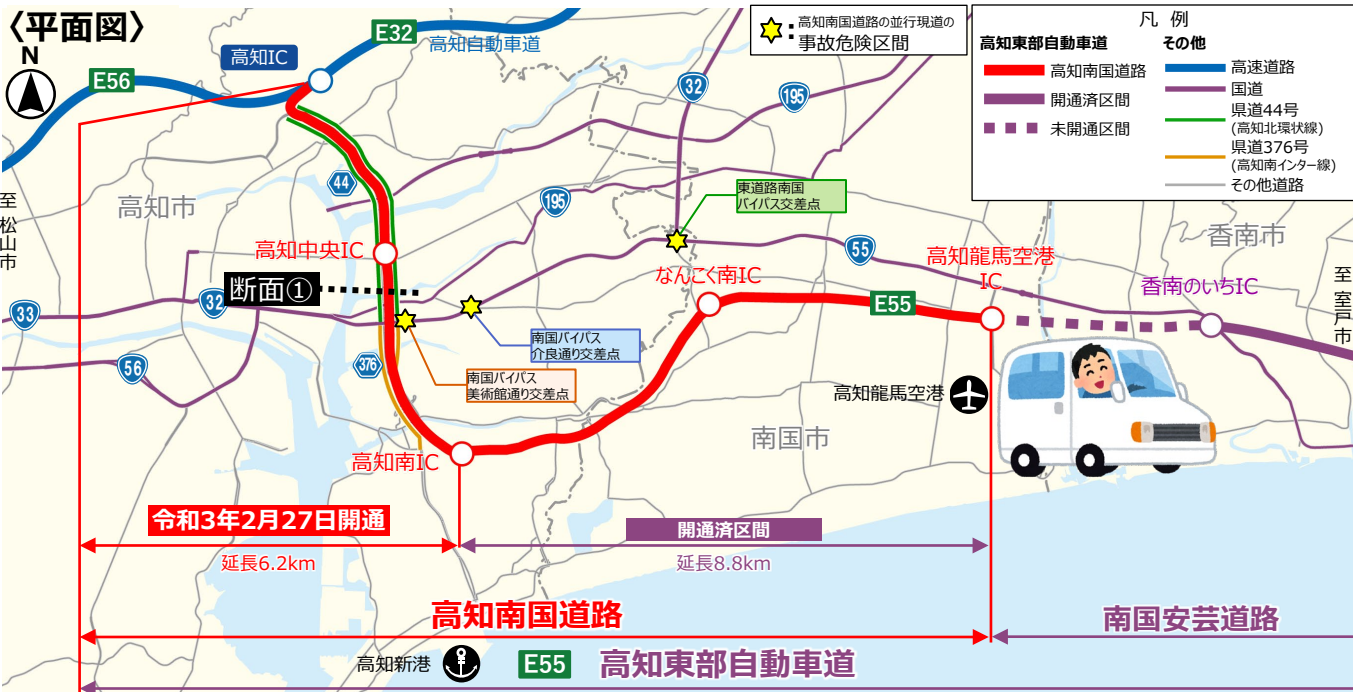 〈平面図〉
N
E56
E32
高知自動車道
高知IC
：高知南国道路の並行現道の
事故危険区間
凡 例
高知東部自動車道
その他
高知南国道路
開通済区間
未開通区間
高速道路
国道
県道44号
(高知北環状線)
県道376号
(高知南インター線)
その他道路
32
195
至松山市
高知市
44
195
東道路南国
バイパス交差点
高知中央IC
断面①
なんこく南IC
55
高知龍馬空港
IC
香南市
香南のいちIC
至室戸市
33
32
E55
56
376
南国バイパス
介良通り交差点
南国バイパス
美術館通り交差点
高知龍馬空港
高知南IC
南国市
令和3年2月27日開通
開通済区間
延長6.2km
延長8.8km
高知南国道路
南国安芸道路
高知新港
E55
高知東部自動車道